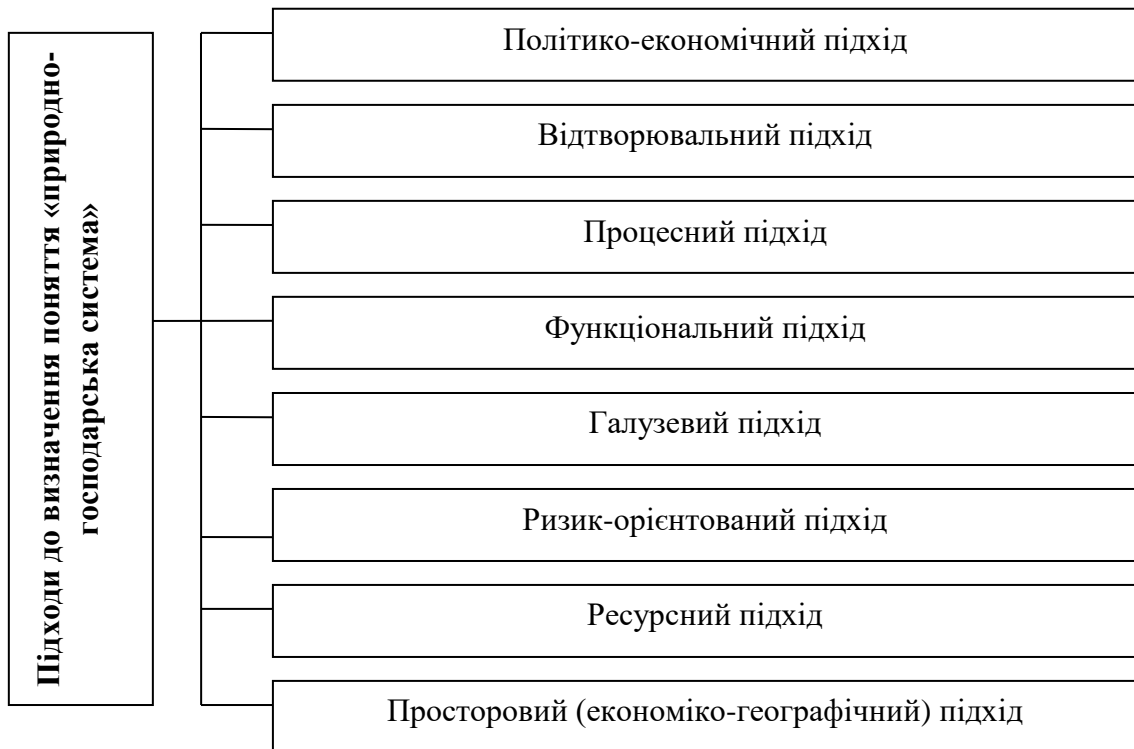 Підходи до визначення поняття «природно-
господарська система»
Політико-економічний підхід
Відтворювальний підхід
Процесний підхід
Функціональний підхід
Галузевий підхід
Ризик-орієнтований підхід
Ресурсний підхід
Просторовий (економіко-географічний) підхід